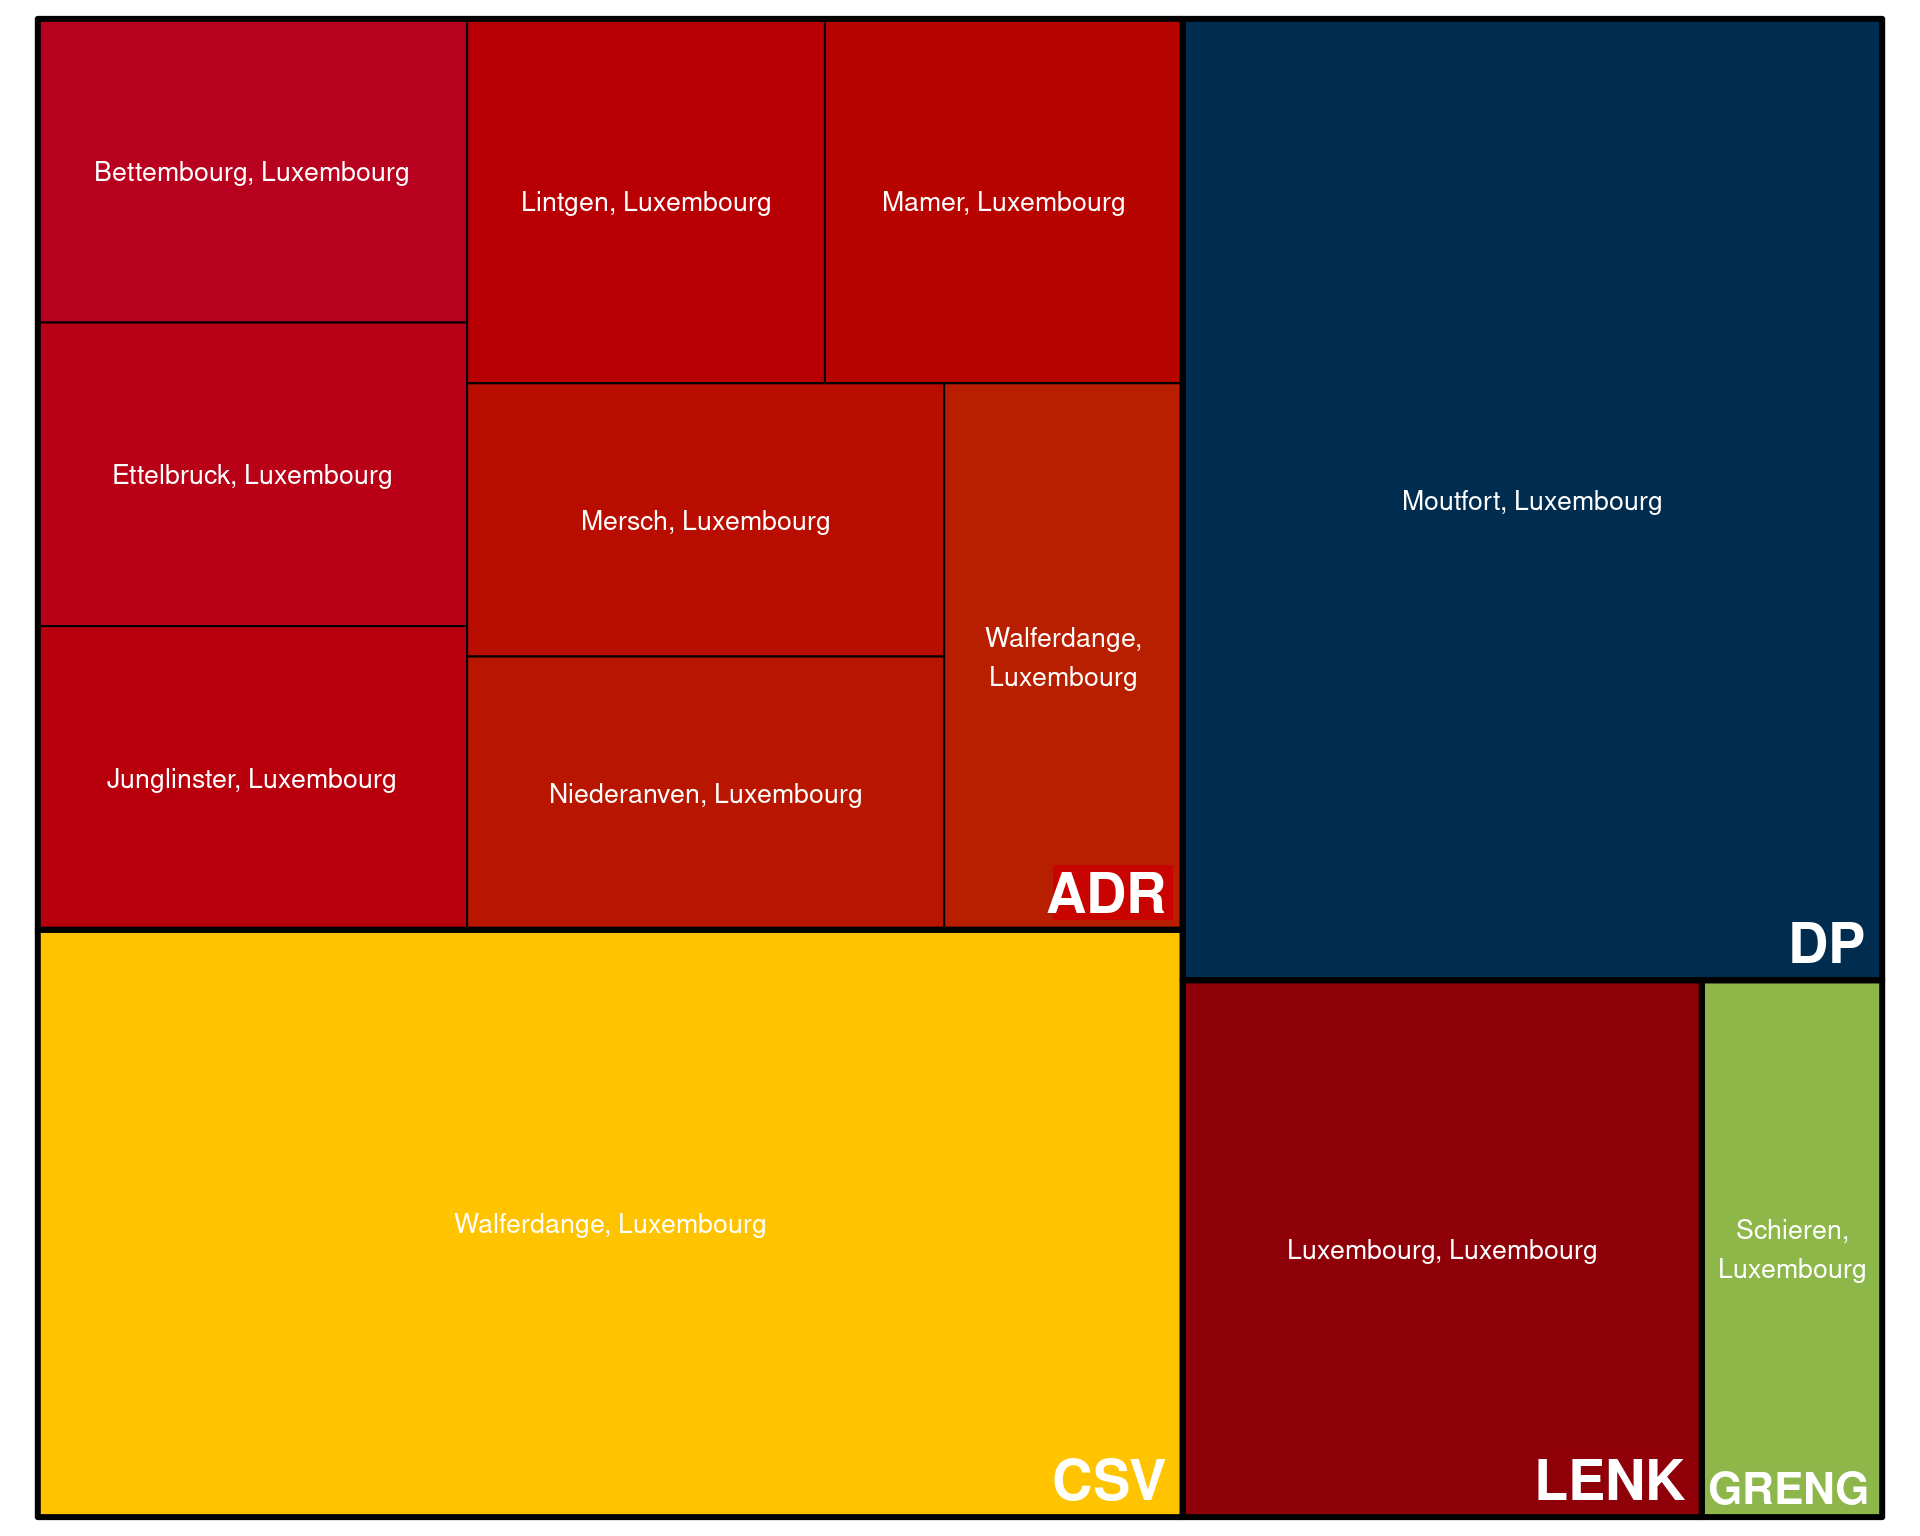 Bettembourg, Luxembourg
Lintgen, Luxembourg
Mamer, Luxembourg
Ettelbruck, Luxembourg
Mersch, Luxembourg
Walferdange,
Luxembourg
Junglinster, Luxembourg
Niederanven, Luxembourg
ADR
Moutfort, Luxembourg
DP
Walferdange, Luxembourg
CSV
Luxembourg, Luxembourg
LENK
Schieren,
Luxembourg
GRENG